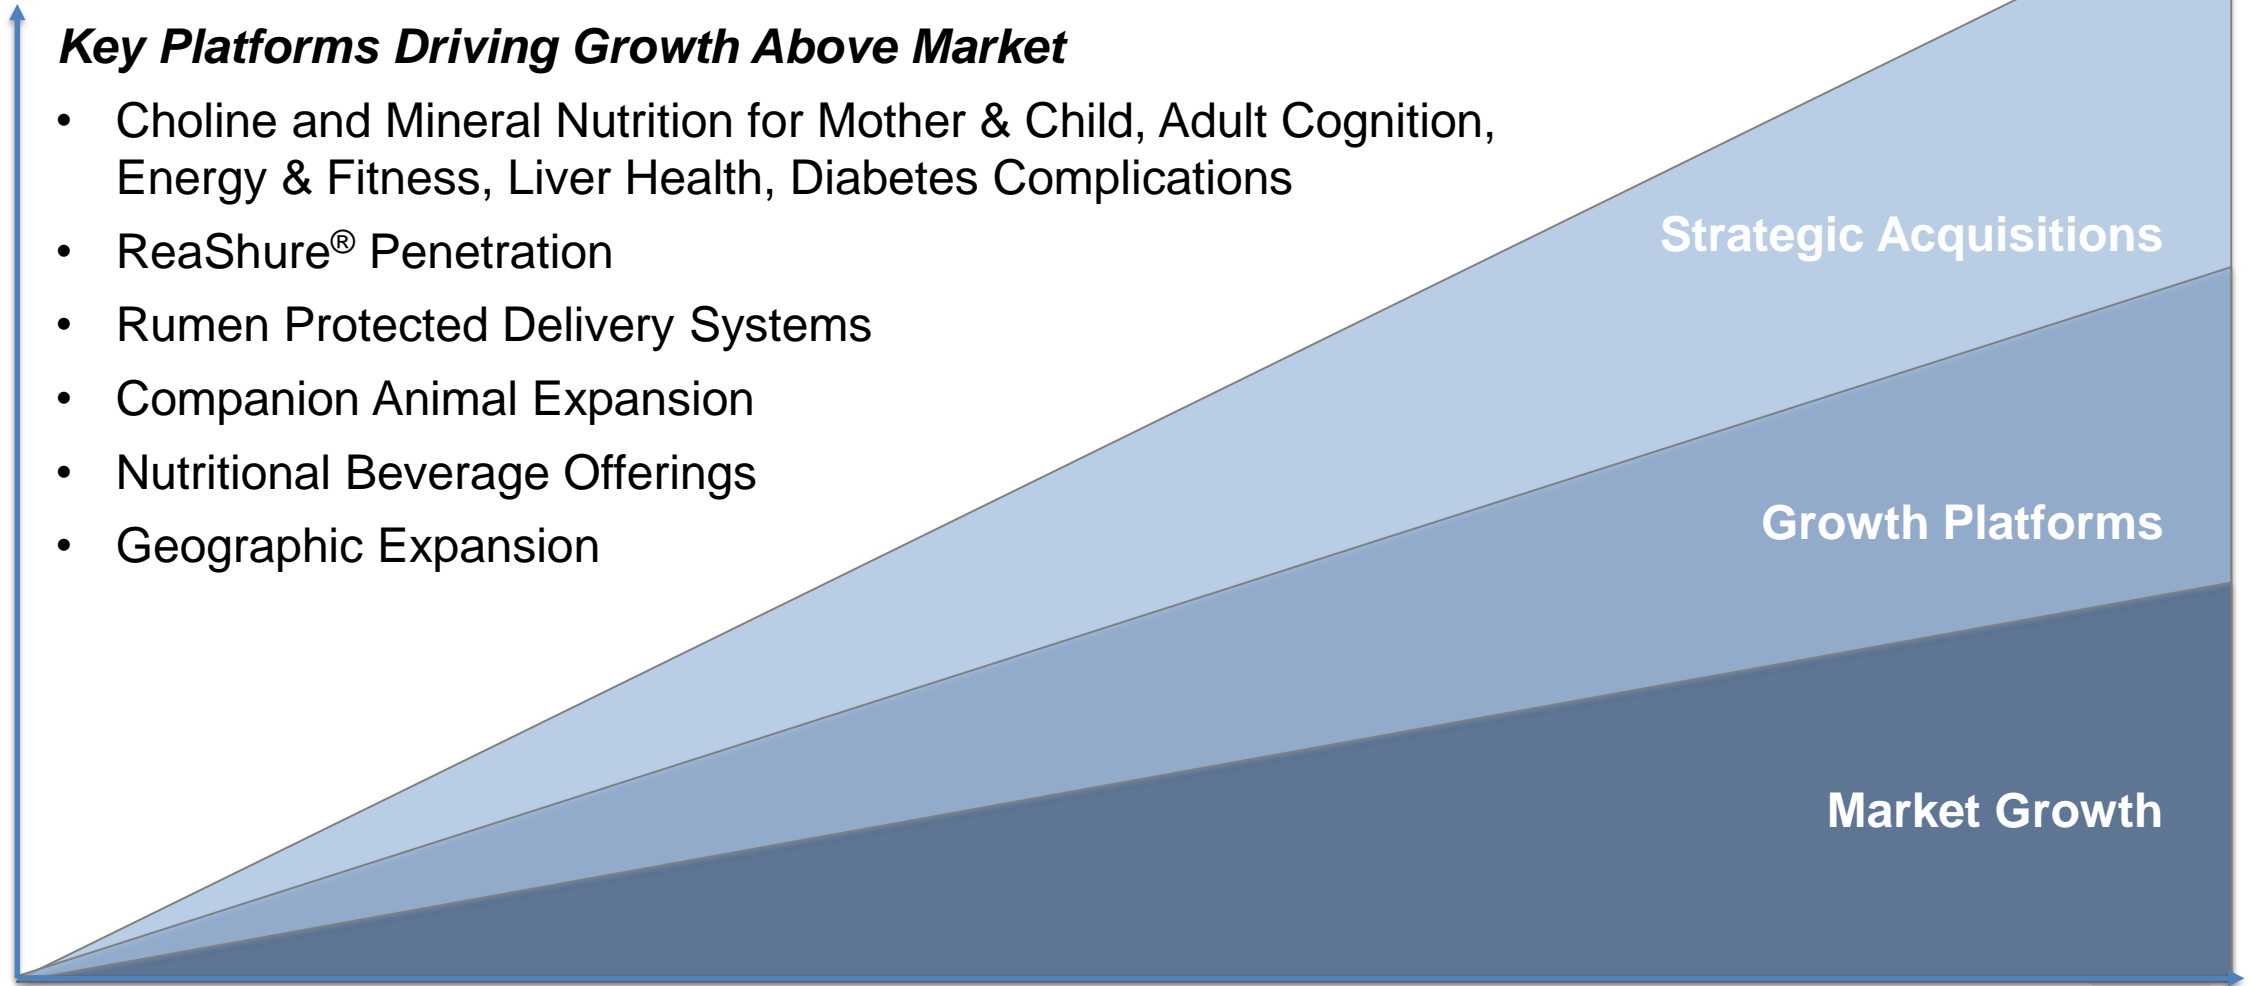 Key Platforms Driving Growth Above Market
• Choline and Mineral Nutrition for Mother & Child, Adult Cognition,
Energy & Fitness, Liver Health, Diabetes Complications
• ReaShure® Penetration
• Rumen Protected Delivery Systems
• Companion Animal Expansion
• Nutritional Beverage Offerings
• Geographic Expansion
Strategic Acquisitions
Growth Platforms
Market Growth